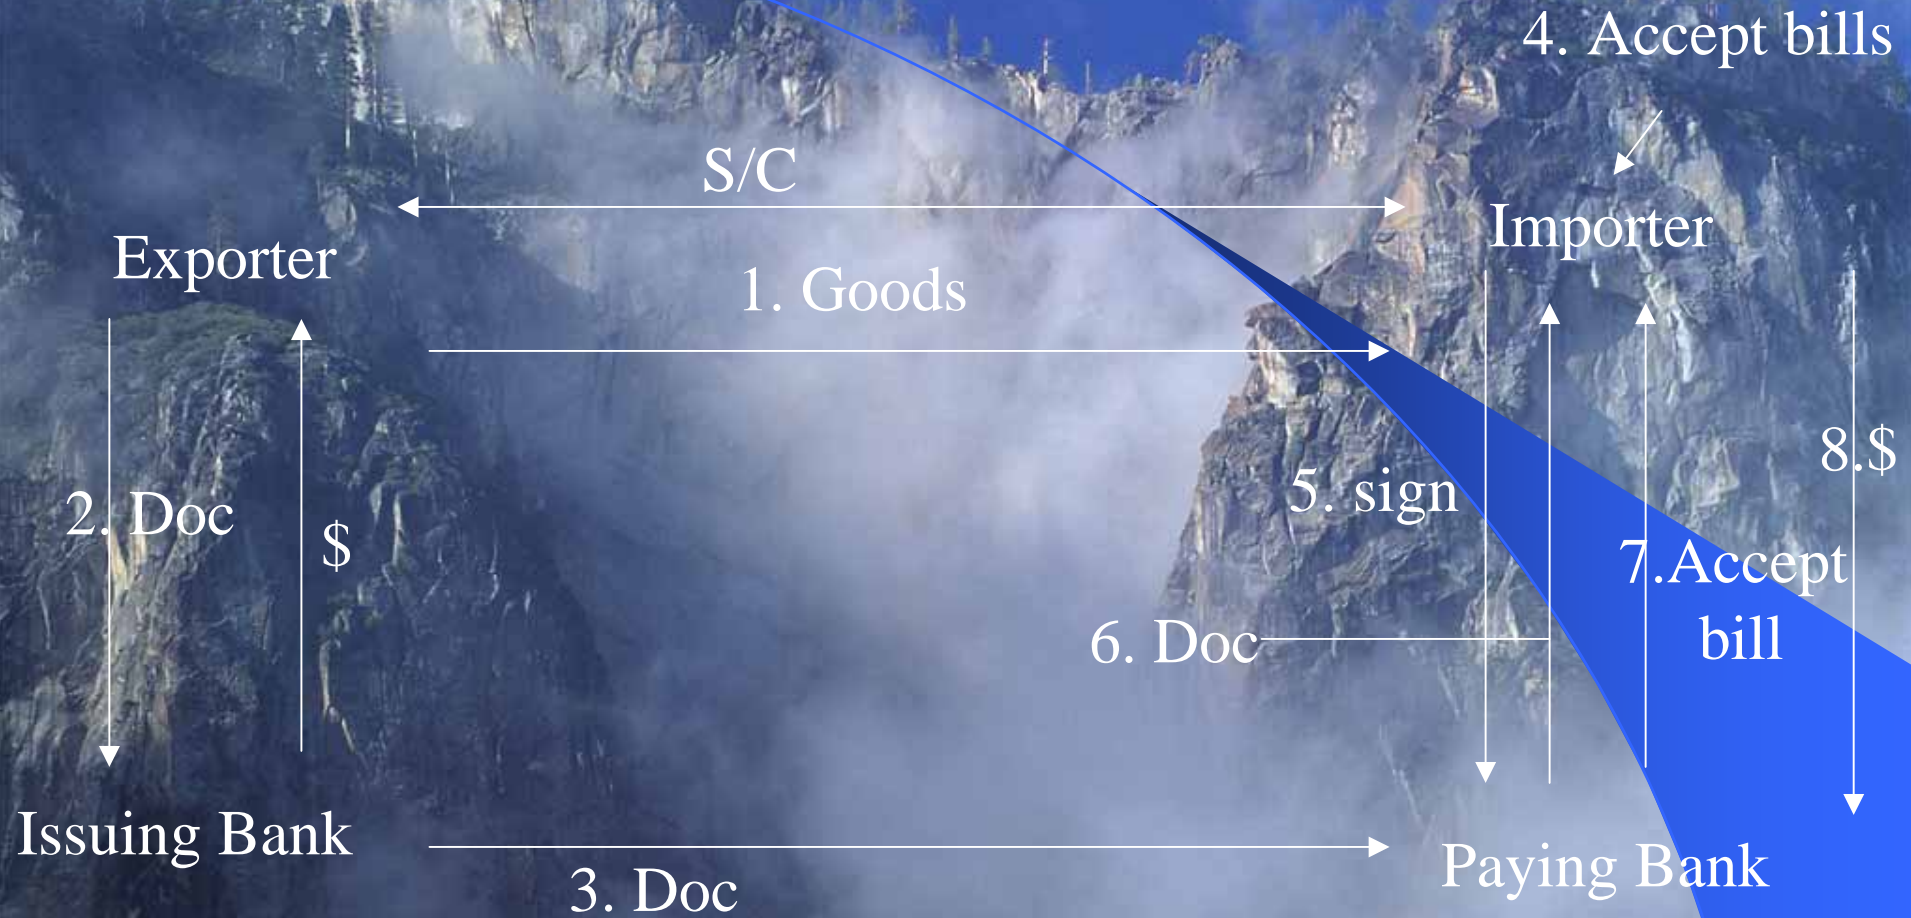 4. Accept bills
S/C
Importer
Exporter
1. Goods
8.$
5. sign
2. Doc
$
7.Accept
bill
6. Doc
Issuing Bank
Paying Bank
3. Doc